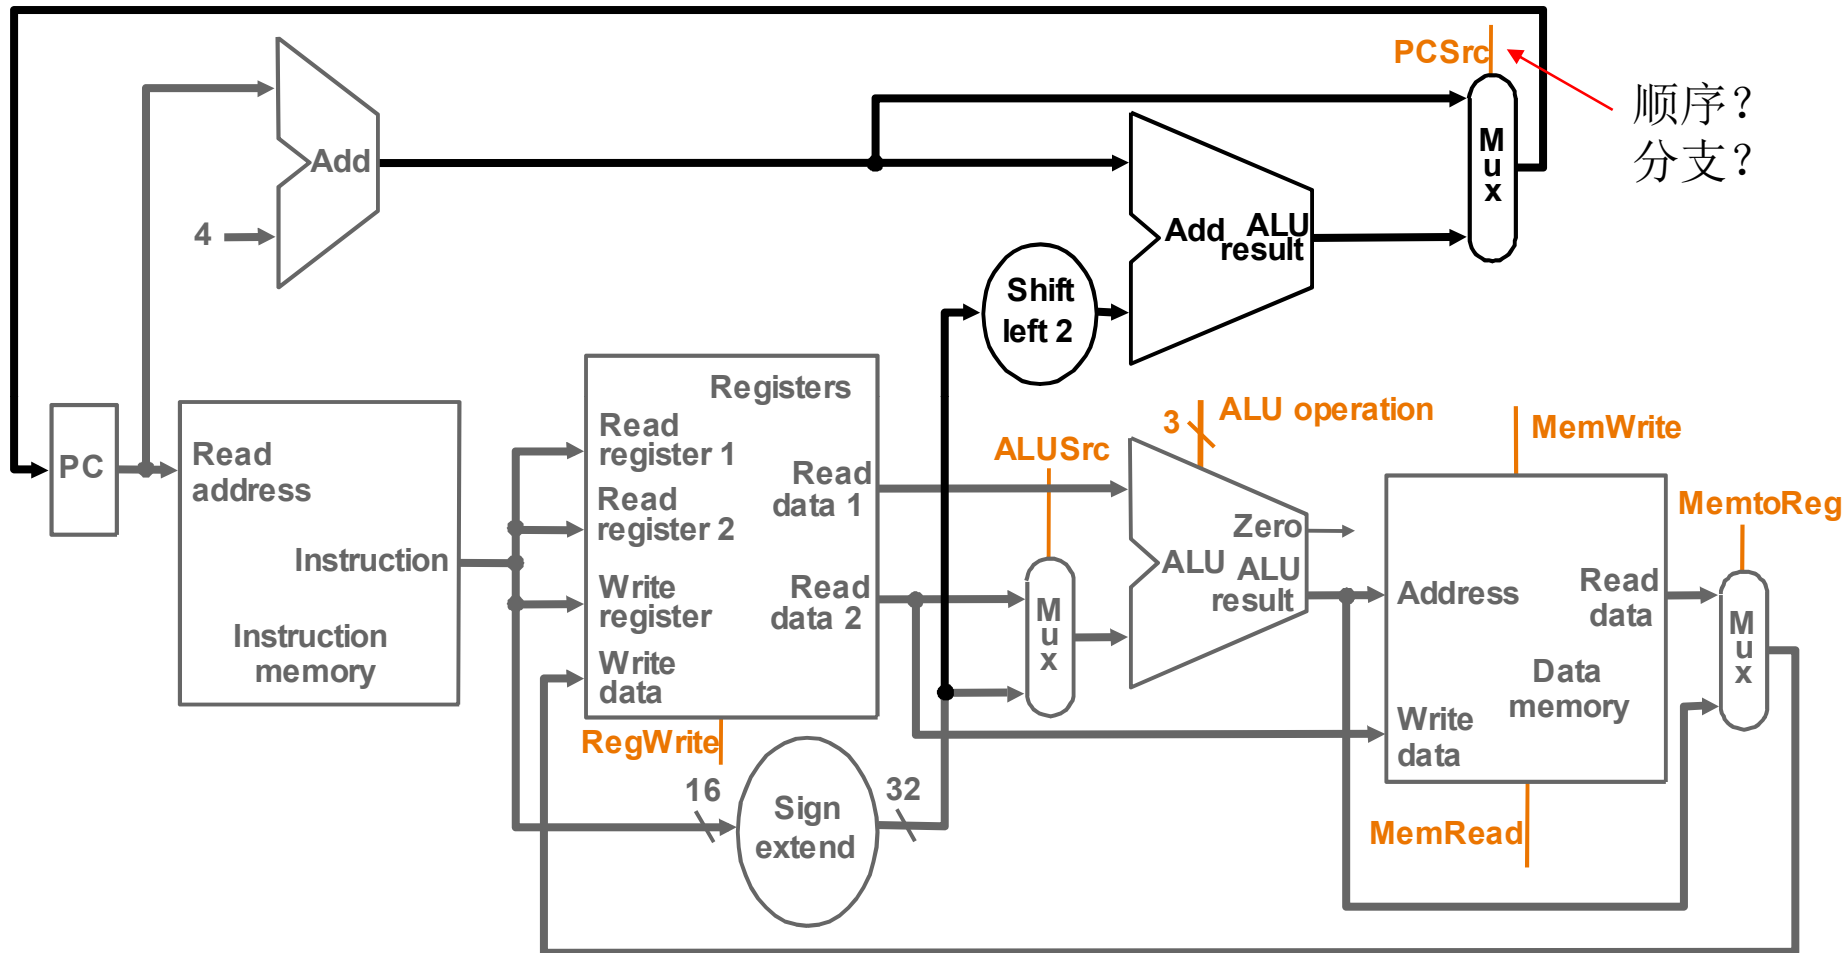 PCSrc
顺序？
分支？
Add
4
Mux
Add
ALU
result
Shift
left 2
PC
Read
address
Instruction
Instruction
memory
Registers
Read
register 1
Read
register 2
Write
register
Write
data
Read
data 1
Read
data 2
RegWrite
16
Sign
extend
32
ALUSrc
Mux
3
ALU operation
Zero
ALU
ALU
result
MemWrite
Address
Read
data
Data
memory
Write
data
MemRead
MemtoReg
Mux